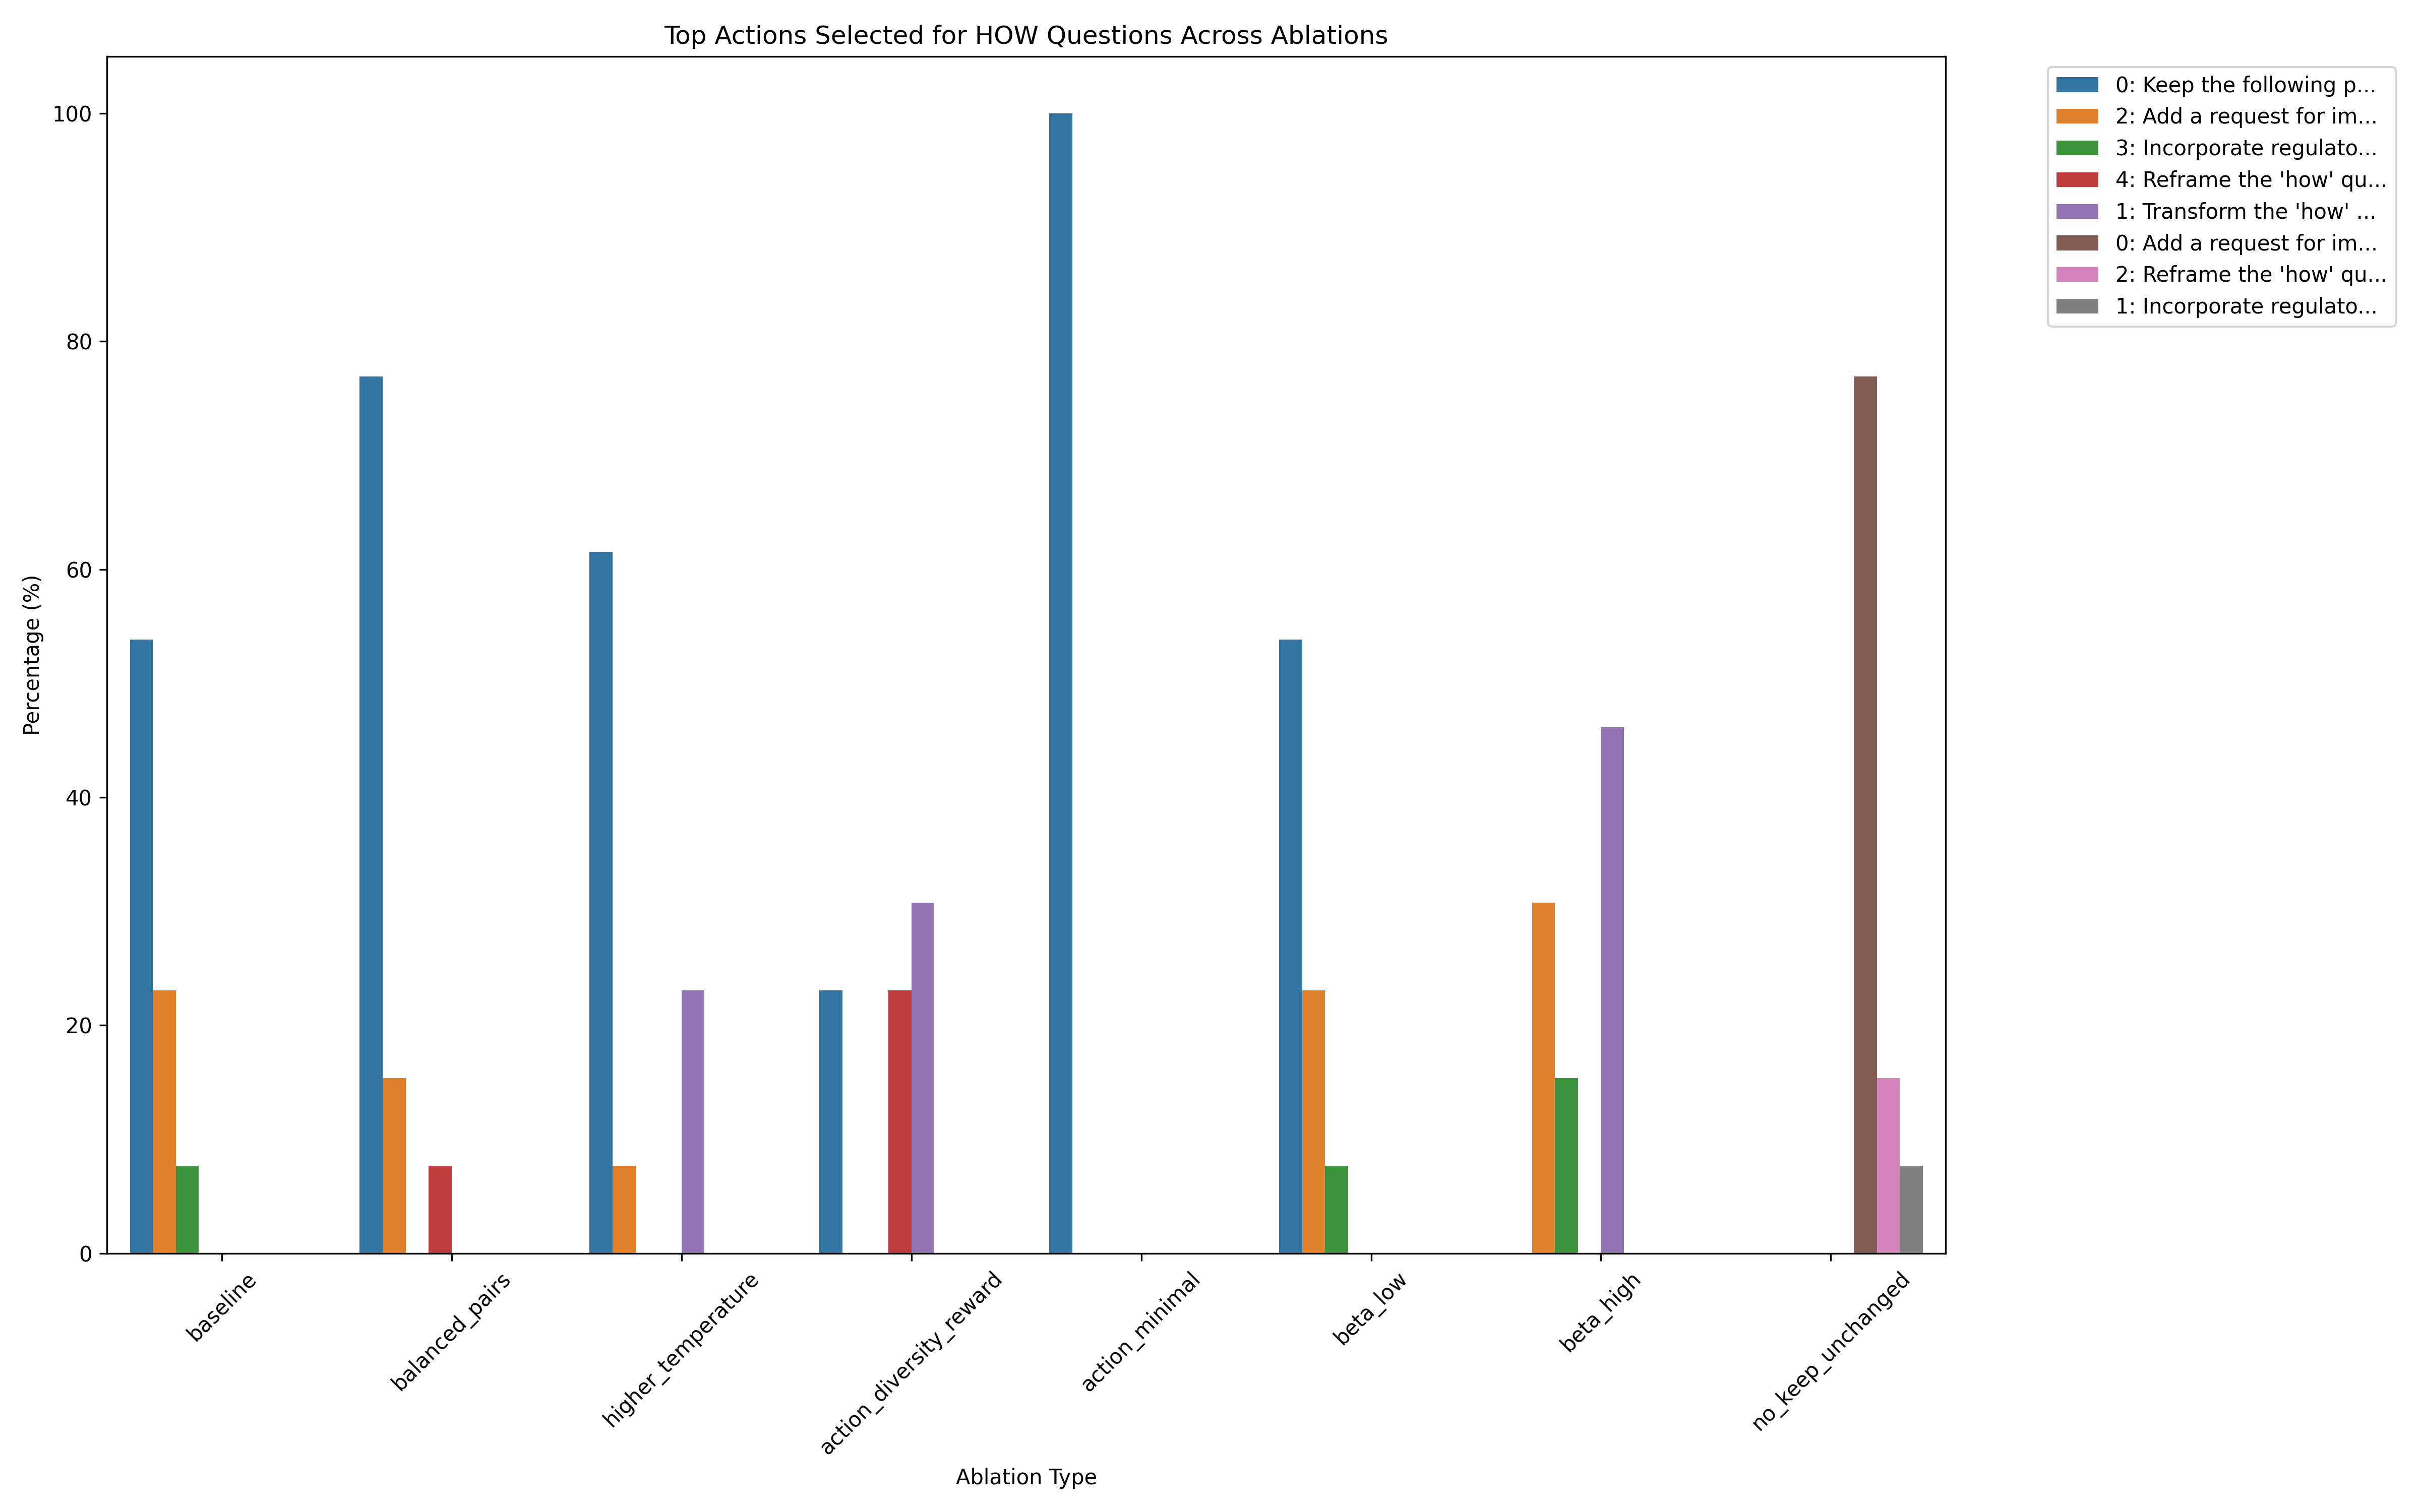 Top Actions Selected for HOW Questions Across Ablations
0: Keep the following p...
2: Add a request for im...
3: Incorporate regulato...
4: Reframe the 'how' qu...
1: Transform the 'how' ...
0: Add a request for im...
2: Reframe the 'how' qu...
1: Incorporate regulato...
Percentage (%)
100
80
60
40
20
0
baseline
balanced_pairs
higher_temperature
action_diversity_reward
action_minimal
beta_low
beta_high
no_keep_unchanged
Ablation Type